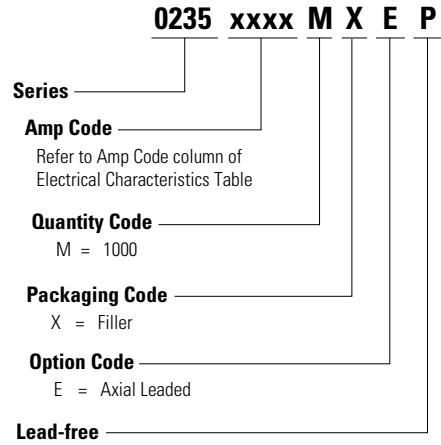 0235 xxxx M X E P
Series
Amp Code
Refer to Amp Code column of
Electrical Characteristics Table
Quantity Code
M = 1000
Packaging Code
X = Filler
Option Code
E = Axial Leaded
Lead-free